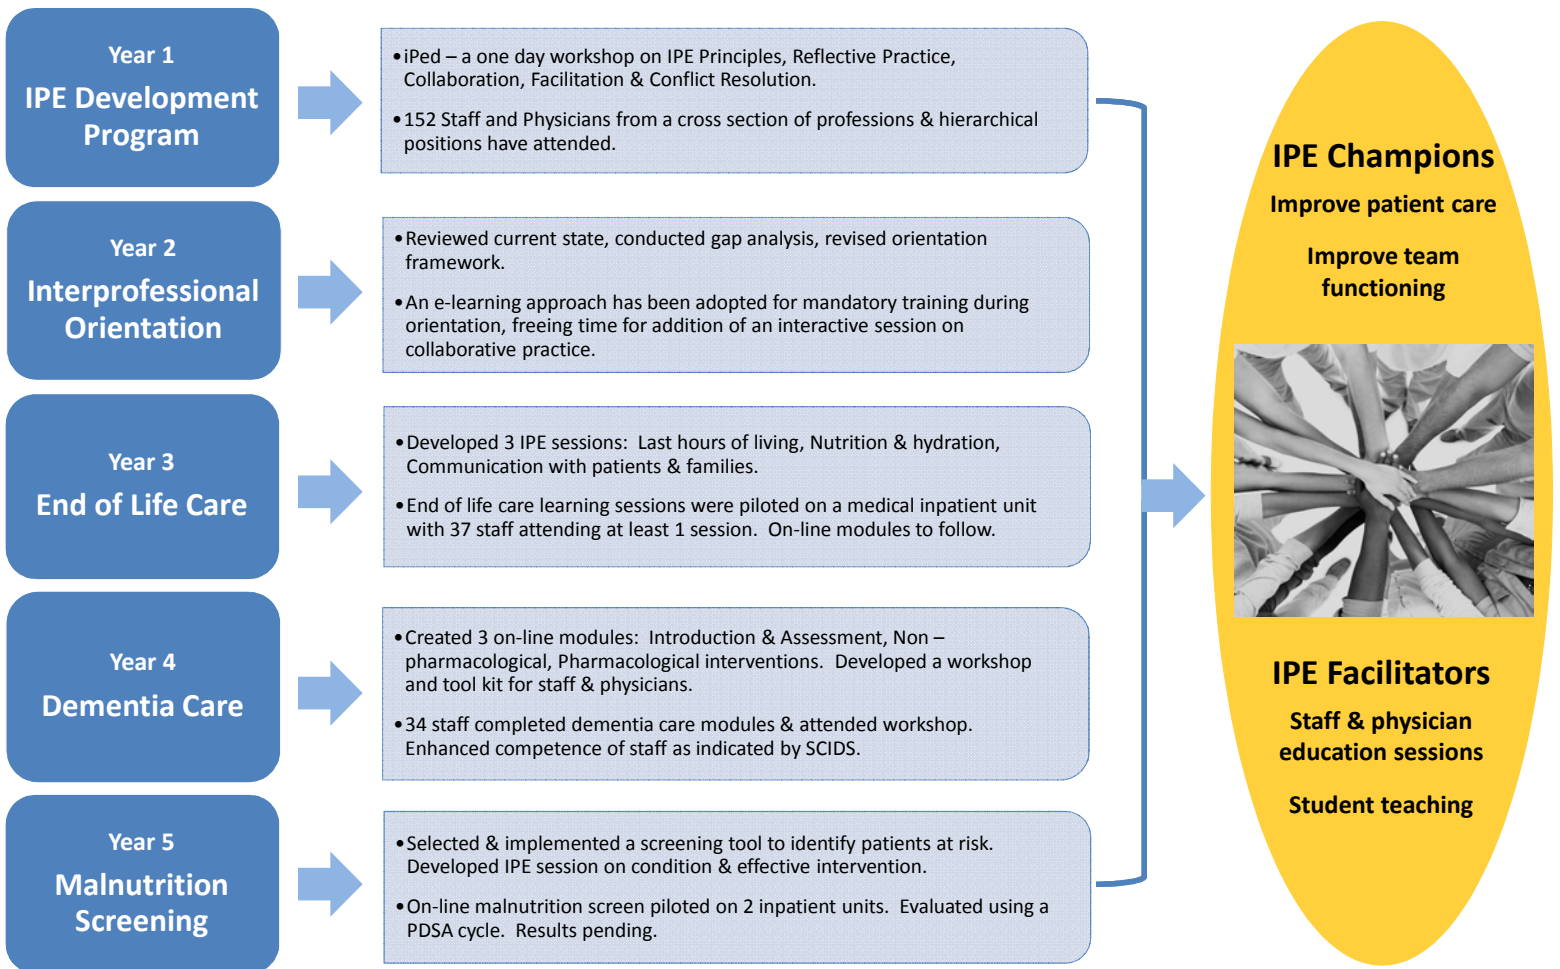 Year 1
IPE Development
Program
•iPed – a one day workshop on IPE Principles, Reflective Practice,
Collaboration, Facilitation & Conflict Resolution.
•152 Staff and Physicians from a cross section of professions & hierarchical
positions have attended.
Year 2
Interprofessional
Orientation
•Reviewed current state, conducted gap analysis, revised orientation
framework.
•An e-learning approach has been adopted for mandatory training during
orientation, freeing time for addition of an interactive session on
collaborative practice.
Year 3
End of Life Care
•Developed 3 IPE sessions: Last hours of living, Nutrition & hydration,
Communication with patients & families.
•End of life care learning sessions were piloted on a medical inpatient unit
with 37 staff attending at least 1 session. On-line modules to follow.
Year 4
Dementia Care
•Created 3 on-line modules: Introduction & Assessment, Non –
pharmacological, Pharmacological interventions. Developed a workshop
and tool kit for staff & physicians.
•34 staff completed dementia care modules & attended workshop.
Enhanced competence of staff as indicated by SCIDS.
Year 5
Malnutrition
Screening
•Selected & implemented a screening tool to identify patients at risk.
Developed IPE session on condition & effective intervention.
•On-line malnutrition screen piloted on 2 inpatient units. Evaluated using a
PDSA cycle. Results pending.
IPE Champions
Improve patient care
Improve team
functioning
IPE Facilitators
Staff & physician
education sessions
Student teaching